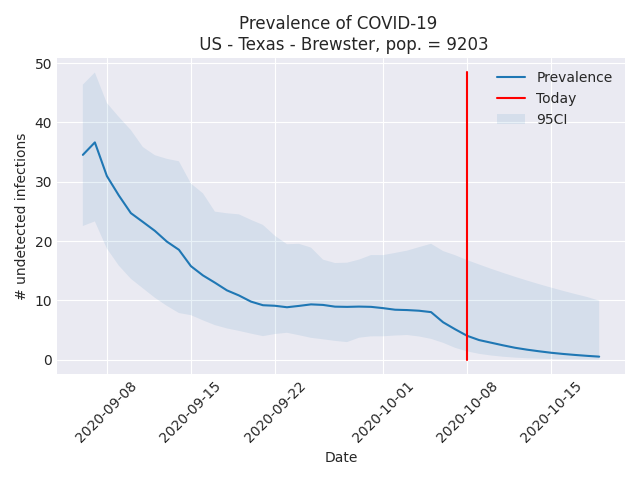 Prevalence of COVID-19
US - Texas - Brewster, pop. = 9203
Prevalence
Today
95CI
# undetected infections
50
40
30
20
10
0
2020-09-08
2020-09-15
2020-09-22
2020-10-01
2020-10-08
2020-10-15
Date